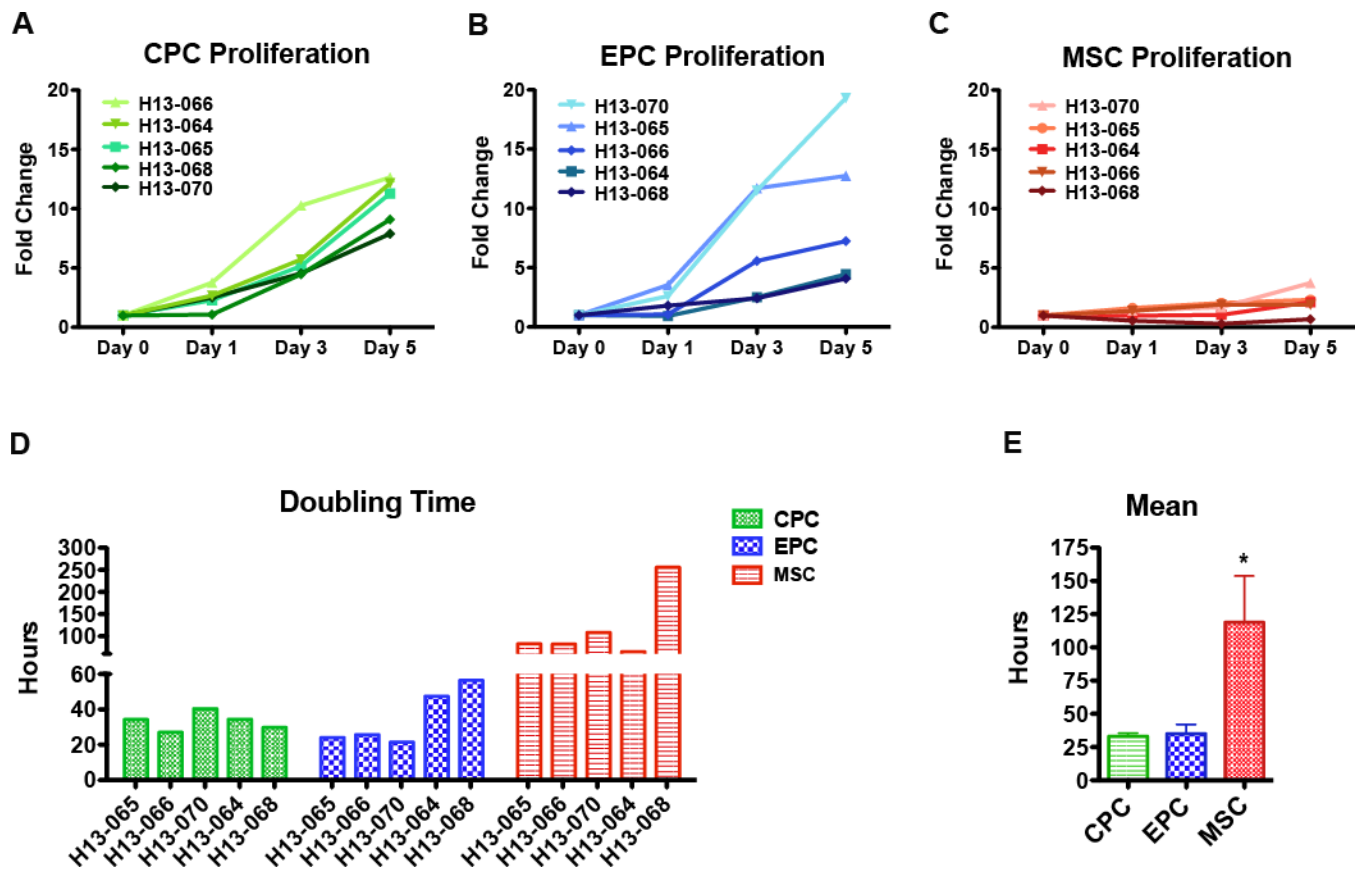 A
CPC Proliferation
20
15
10
5
0
Fold Change
H13-066
H13-064
H13-065
H13-068
H13-070
Day 0 Day 1 Day 3 Day 5
B
EPC Proliferation
20
15
10
5
0
Fold Change
H13-070
H13-065
H13-066
H13-064
H13-068
Day 0 Day 1 Day 3 Day 5
C
MSC Proliferation
20
15
10
5
0
Fold Change
H13-070
H13-065
H13-064
H13-066
H13-068
Day 0 Day 1 Day 3 Day 5
D
Doubling Time
CPC
EPC
MSC
300
250
200
150
100
60
40
20
0
Hours
H13-065 H13-066 H13-070 H13-064 H13-068 H13-065 H13-066 H13-070 H13-064 H13-068 H13-065 H13-066 H13-070 H13-064 H13-068
E
Mean
175
150
125
100
75
50
25
0
Hours
*
CPC EPC MSC